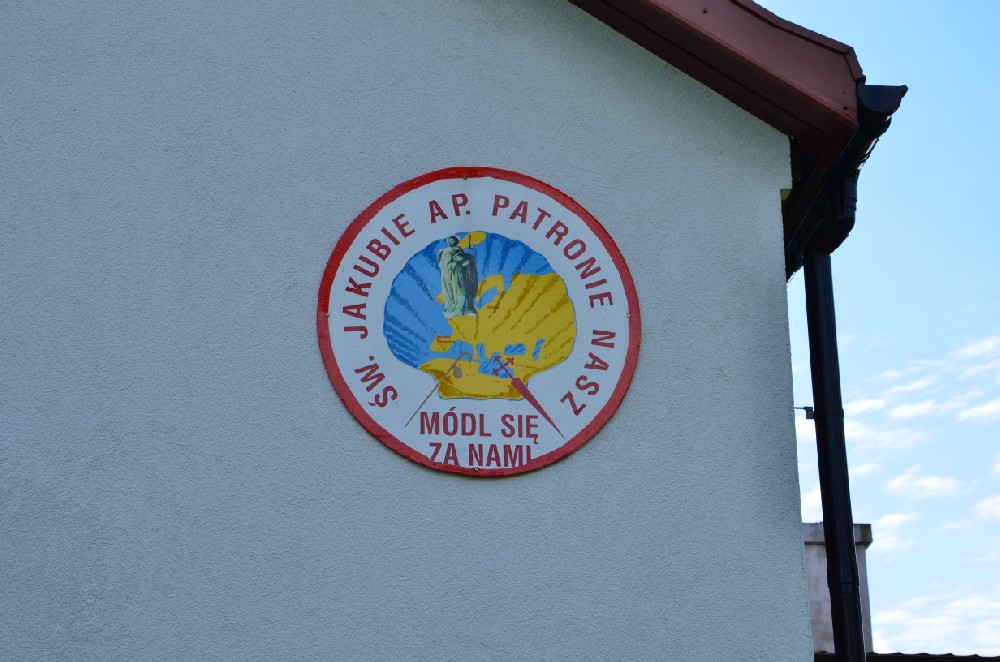 ŚW. JAKUBIE AP. PATRONIE NASZ
MÓDL SIĘ
ZA NAMI